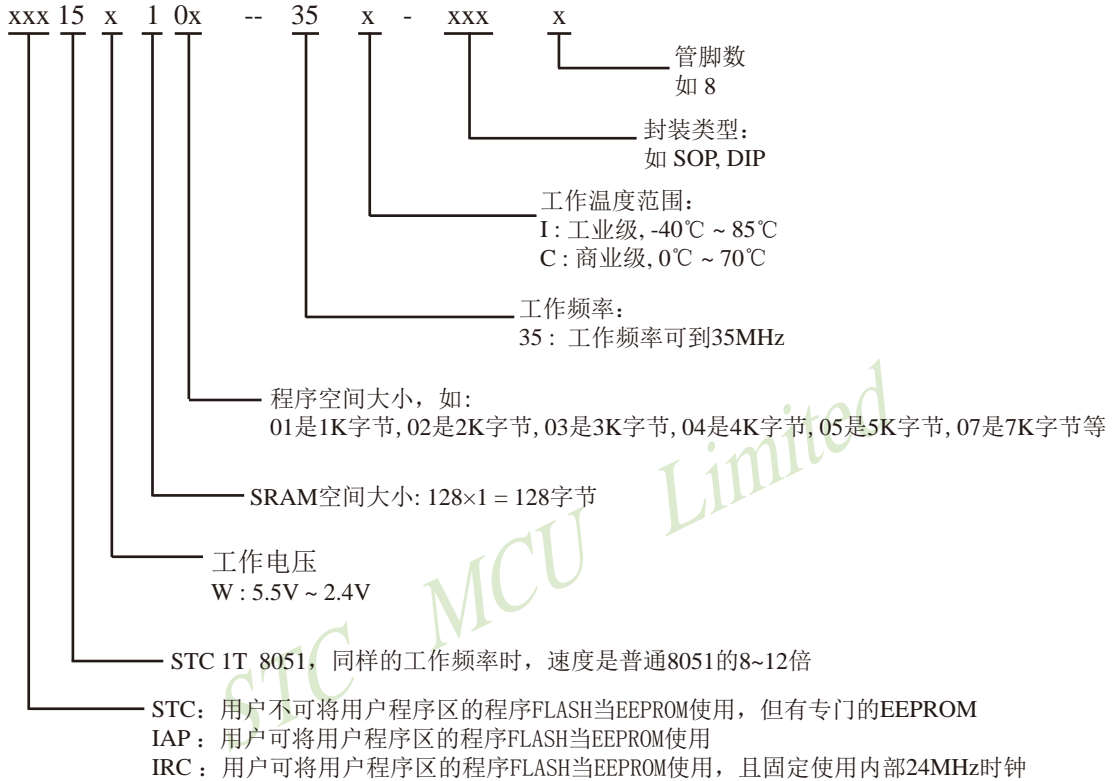 xxx 15 x 1 0x -- 35 x - xxx x
管脚数
如 8
封装类型：
如 SOP, DIP
工作温度范围：
I : 工业级, -40℃ ~ 85℃
C : 商业级, 0℃ ~ 70℃
工作频率：
35 : 工作频率可到35MHz
程序空间大小，如:
01是1K字节, 02是2K字节, 03是3K字节, 04是4K字节, 05是5K字节, 07是7K字节等
SRAM空间大小: 128×1 = 128字节
工作电压
W : 5.5V ~ 2.4V
STC 1T 8051，同样的工作频率时，速度是普通8051的8~12倍
STC：用户不可将用户程序区的程序FLASH当EEPROM使用，但有专门的EEPROM
IAP：用户可将用户程序区的程序FLASH当EEPROM使用
IRC：用户可将用户程序区的程序FLASH当EEPROM使用，且固定使用内部24MHz时钟
STC MCU Limited